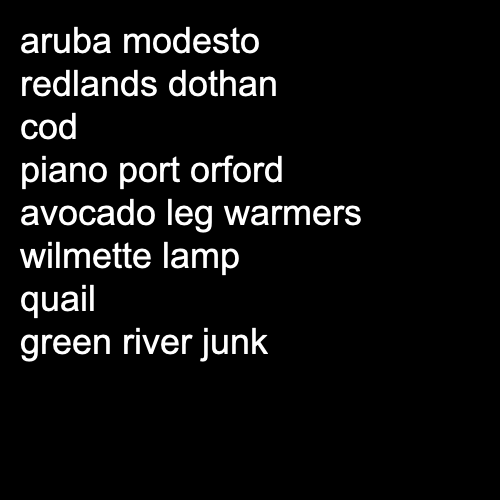 aruba modesto
redlands dothan
cod
piano port orford
avocado leg warmers
wilmette lamp
quail
green river junk